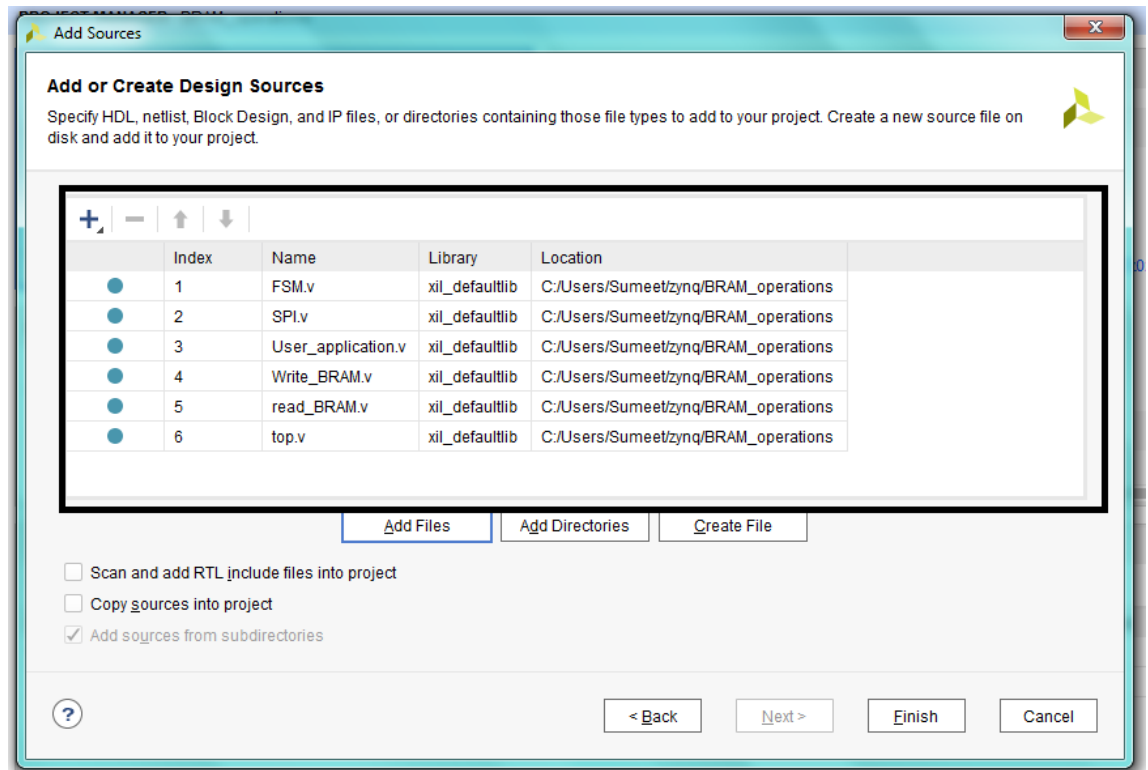 Add Sources
Add or Create Design Sources
Specify HDL, netlist, Block Design, and IP files, or directories containing those file types to add to your project. Create a new source file on
disk and add it to your project.
Index Name Library Location
1 FSM.v xil_defaultlib C:/Users/Sumeet/zynq/BRAM_operations
2 SPI.v xil_defaultlib C:/Users/Sumeet/zynq/BRAM_operations
3 User_application.v xil_defaultlib C:/Users/Sumeet/zynq/BRAM_operations
4 Write_BRAM.v xil_defaultlib C:/Users/Sumeet/zynq/BRAM_operations
5 read_BRAM.v xil_defaultlib C:/Users/Sumeet/zynq/BRAM_operations
6 top.v xil_defaultlib C:/Users/Sumeet/zynq/BRAM_operations
Add Files Add Directories Create File
Scan and add RTL include files into project
Copy sources into project
Add sources from subdirectories
? < Back Next > Finish Cancel